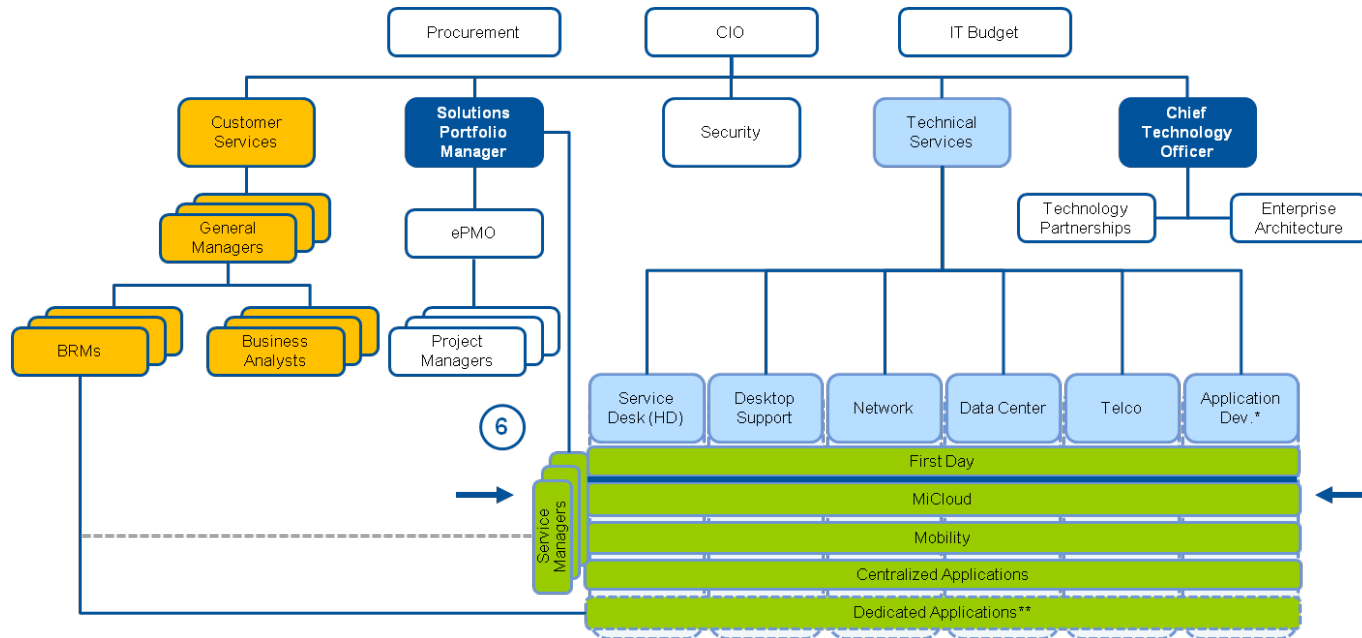 Procurement
CIO
IT Budget
Customer
Services
Solutions
Portfolio
Manager
Security
Technical
Services
Chief
Technology
Officer
General
Managers
ePMO
Technology
Partnerships
Enterprise
Architecture
BRMs
Business
Analysts
Project
Managers
Service
Desk (HD)
Desktop
Support
Network
Data Center
Telco
Application
Dev.*
6
First Day
Service
Managers
MiCloud
Mobility
Centralized Applications
Dedicated Applications**